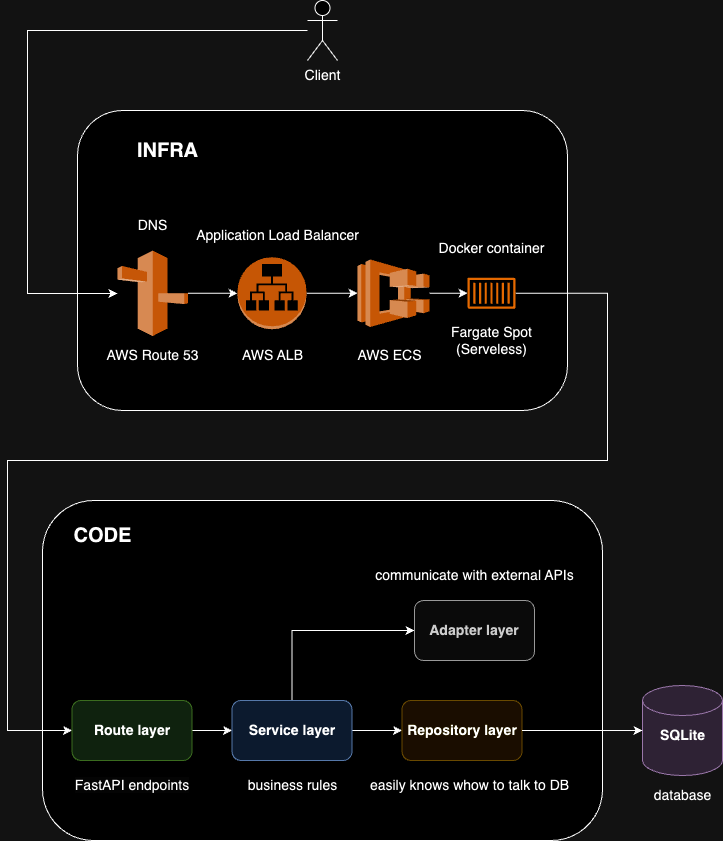 Client
INFRA
DNS
Application Load Balancer
Docker container
AWS Route 53
AWS ALB
AWS ECS
Fargate Spot
(Serveless)
CODE
communicate with external APIs
Adapter layer
Route layer
Service layer
Repository layer
SQLite
FastAPI endpoints
business rules
easily knows whow to talk to DB
database